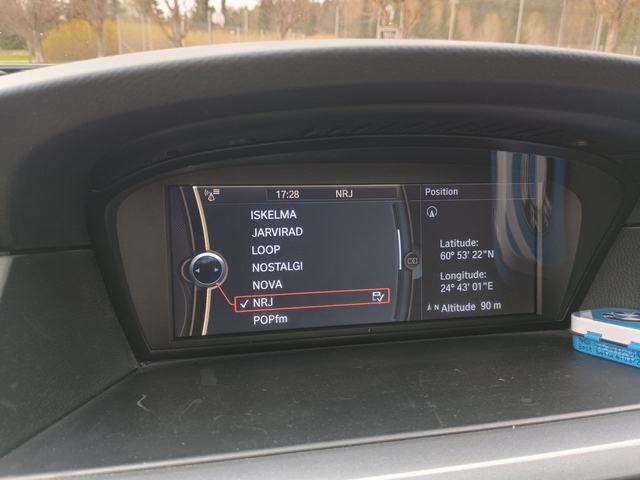 17:28 NRJ
ISKELMA
JARVIRAD
LOOP
NOSTALGI
NOVA
NRJ
POPfm
Position
Latitude:
60° 53' 22"N
Longitude:
24° 43' 01"E
N Altitude 90 m